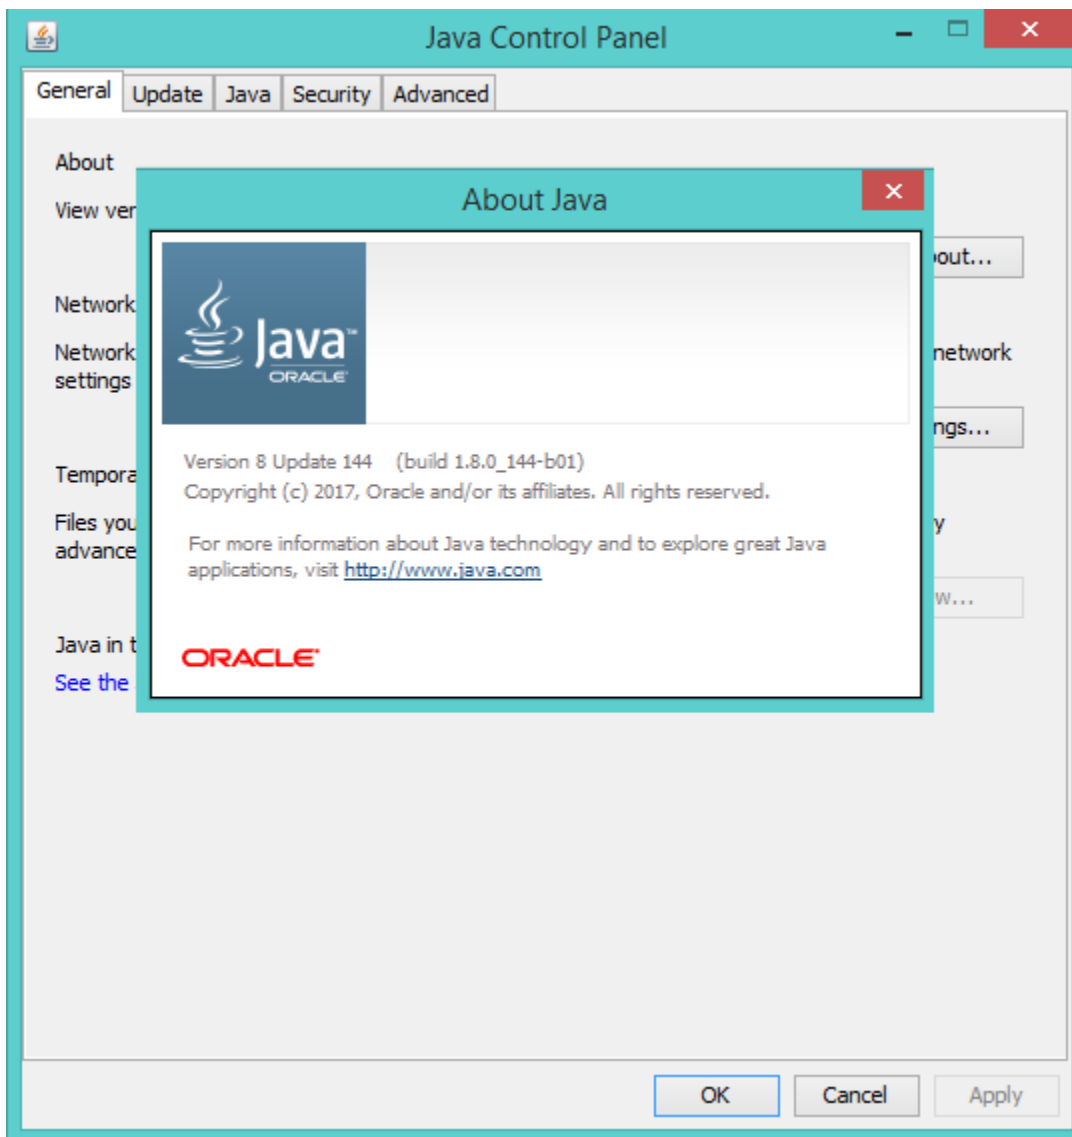 Java Control Panel
General Update Java Security Advanced
About
View ver
About Java
out...
Network
Network
network
settings
ngs...
Java™
ORACLE
Version 8 Update 144 (build 1.8.0_144-b01)
Copyright (c) 2017, Oracle and/or its affiliates. All rights reserved.
Tempora
Files you
y
advance
For more information about Java technology and to explore great Java
applications, visit http://www.java.com
w...
Java in t
See the
ORACLE®
OK Cancel Apply